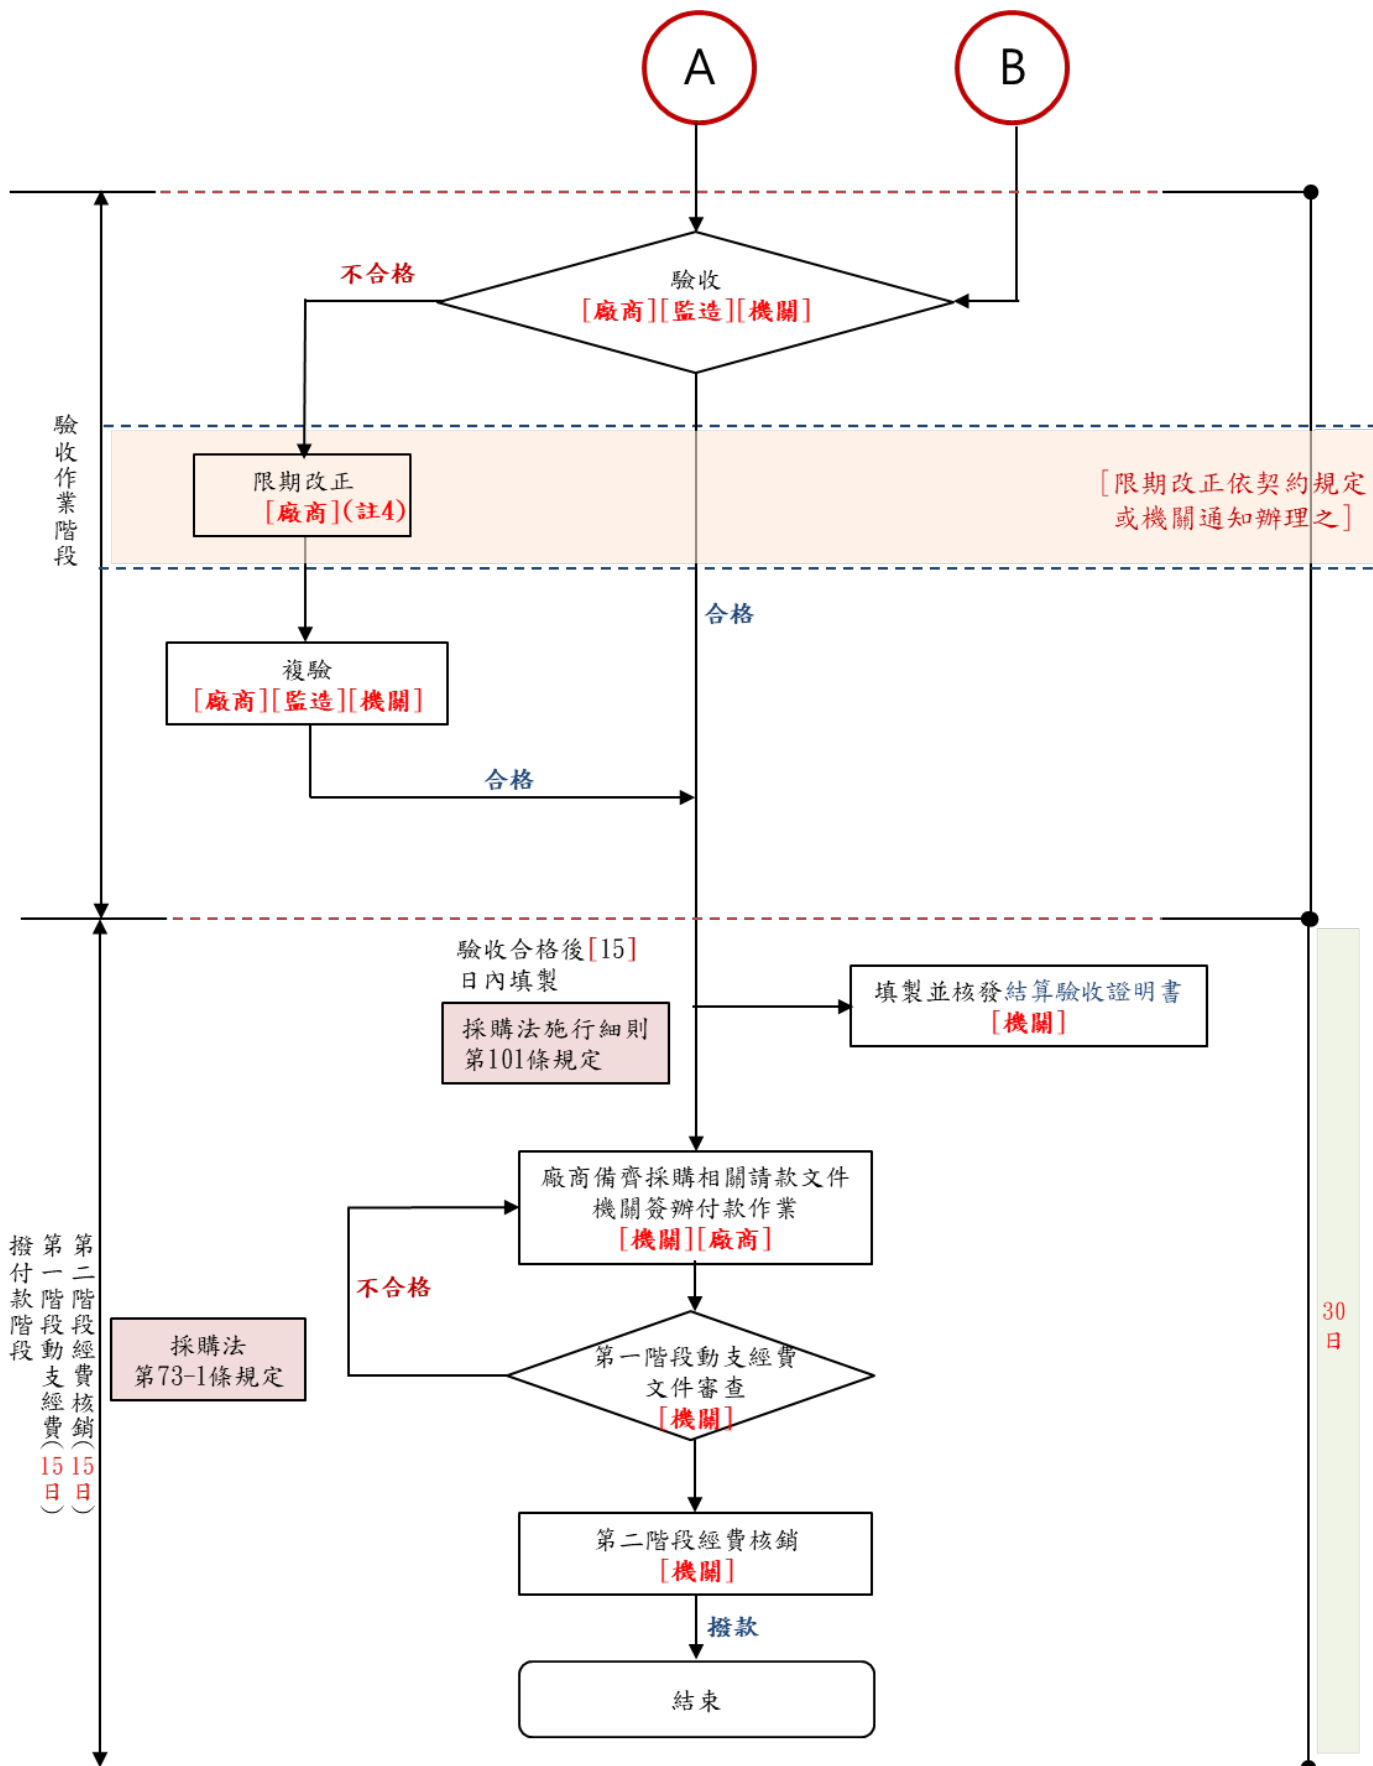 A
B
驗收
[廠商][監造][機關]
不合格
驗收作業階段
限期改正
[廠商](註4)
[限期改正依契約規定
或機關通知辦理之]
合格
複驗
[廠商][監造][機關]
合格
驗收合格後[15]
日內填製
採購法施行細則
第101條規定
填製並核發結算驗收證明書
[機關]
廠商備齊採購相關請款文件
機關簽辦付款作業
[機關][廠商]
不合格
第二階段經費核銷(15日)
第一階段動支經費(15日)
撥付款階段
採購法
第73-1條規定
第一階段動支經費
文件審查
[機關]
30
日
第二階段經費核銷
[機關]
撥款
結束